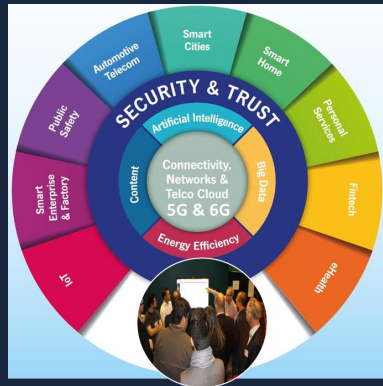 Smart
Cities
Automotive
Telecom
Smart
Home
Public
Safety
Personal
Services
Smart
Enterprise
& Factory
Fintech
IoT
eHealth
SECURITY & TRUST
Artificial Intelligence
Content
Big Data
Energy Efficiency
Connectivity,
Networks &
Telco Cloud
5G & 6G